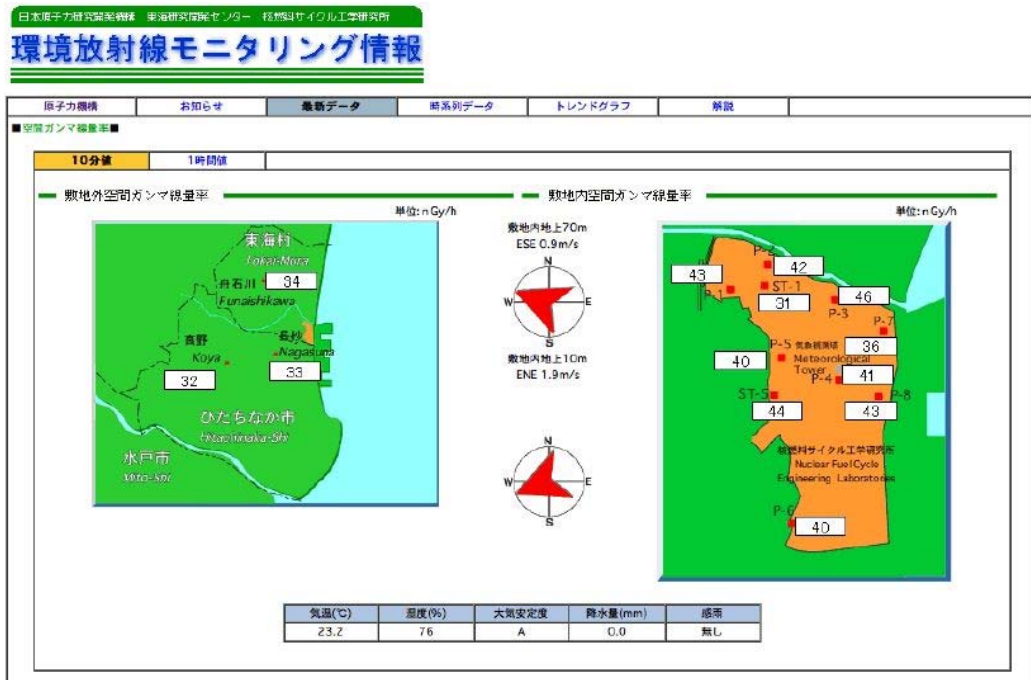 日本原子力研究開発機構 東海研究開発センター 核燃料サイクル工学研究所
環境放射線モニタリング情報
原子力機構 お知らせ 最新データ 時系列データ トレンドグラフ 解説
■空間ガンマ線量率■
10分値 1時間値
敷地外空間ガンマ線量率
単位:nGy/h
東海村
Tokai-Mura
舟石川 34
Funaishikawa
長砂
Nagasuna
33
高野
Koya
32
ひたちなか市
Hitachinaka-Shi
水戸市
Mito-Shi
敷地内地上70m
ESE 0.9m/s
N
W E
S
敷地内地上10m
ENE 1.9m/s
N
W E
S
敷地内空間ガンマ線量率
単位:nGy/h
P-2
43 42
P-1 ST-1
31 46
P-3
P-7
P-5 気象観測塔 36
40 Meteorological
Tower
P-4 41
ST-5 P-8
44 43
核燃料サイクル工学研究所
Nuclear Fuel Cycle
Engineering Laboratories
P-6
40
気温(℃) 湿度(%) 大気安定度 降水量(mm) 感雨
23.2 76 A 0.0 無し